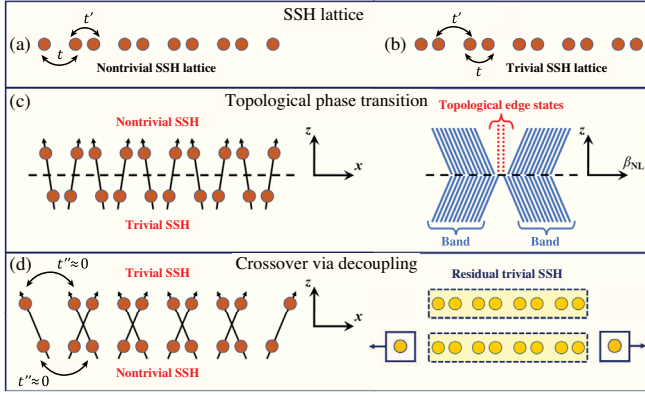 SSH lattice
(a)
t'
t
Nontrivial SSH lattice
(b)
t'
t
Trivial SSH lattice
(c)
Topological phase transition
Nontrivial SSH
Trivial SSH
z
x
Topological edge states
z
βNL
Band
Band
(d)
Crossover via decoupling
t''≈0
Trivial SSH
Nontrivial SSH
t''≈0
z
x
Residual trivial SSH